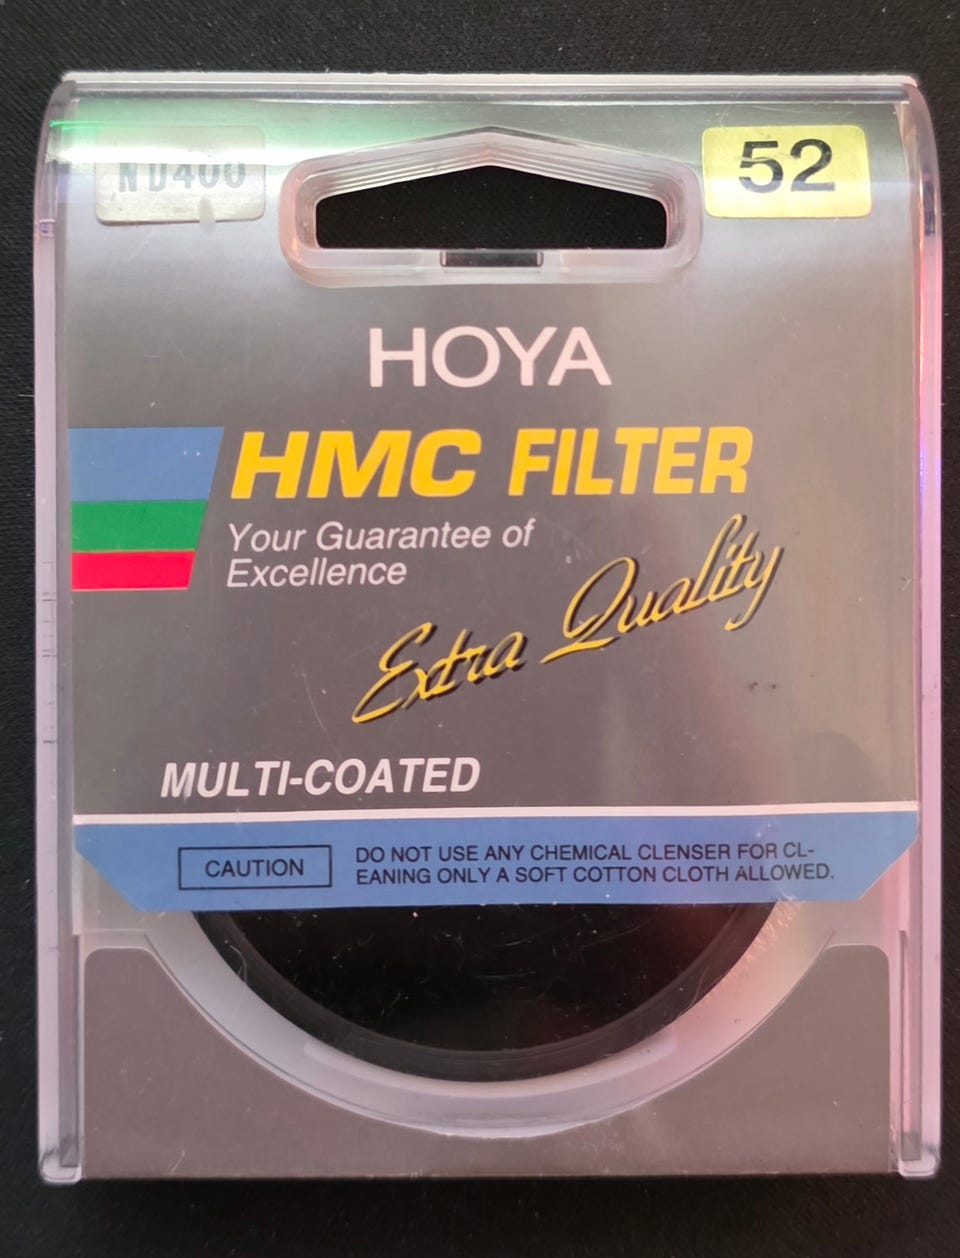 ND400
52
HOYA
HMC FILTER
Your Guarantee of
Excellence
Extra Quality
MULTI-COATED
CAUTION
DO NOT USE ANY CHEMICAL CLENSER FOR CL-
EANING ONLY A SOFT COTTON CLOTH ALLOWED.